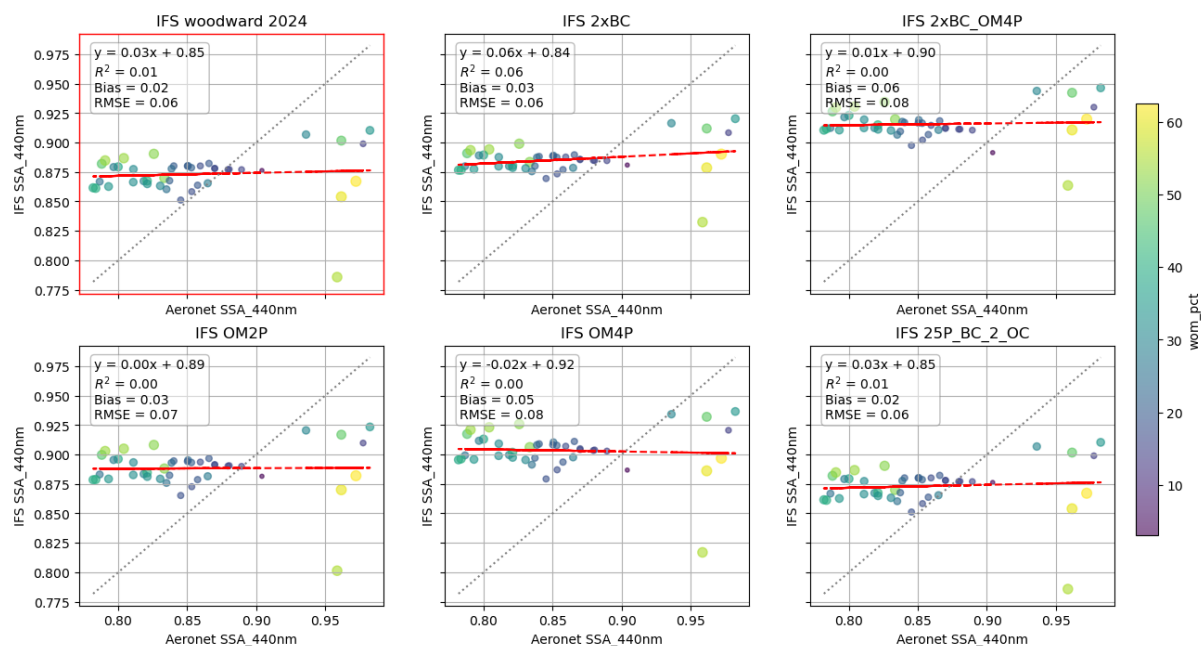 IFS woodward 2024
y = 0.03x + 0.85
R² = 0.01
Bias = 0.02
RMSE = 0.06
0.975
0.950
0.925
0.900
0.875
0.850
0.825
0.800
0.775
IFS SSA_440nm
Aeronet SSA_440nm
IFS 2xBC
y = 0.06x + 0.84
R² = 0.06
Bias = 0.03
RMSE = 0.06
IFS SSA_440nm
Aeronet SSA_440nm
IFS 2xBC_OM4P
y = 0.01x + 0.90
R² = 0.00
Bias = 0.06
RMSE = 0.08
IFS SSA_440nm
Aeronet SSA_440nm
IFS OM2P
y = 0.00x + 0.89
R² = 0.00
Bias = 0.03
RMSE = 0.07
0.975
0.950
0.925
0.900
0.875
0.850
0.825
0.800
0.775
IFS SSA_440nm
0.80 0.85 0.90 0.95
Aeronet SSA_440nm
IFS OM4P
y = -0.02x + 0.92
R² = 0.00
Bias = 0.05
RMSE = 0.08
IFS SSA_440nm
0.80 0.85 0.90 0.95
Aeronet SSA_440nm
IFS 25P_BC_2_OC
y = 0.03x + 0.85
R² = 0.01
Bias = 0.02
RMSE = 0.06
IFS SSA_440nm
0.80 0.85 0.90 0.95
Aeronet SSA_440nm
60
50
40
30
20
10
wom_pct